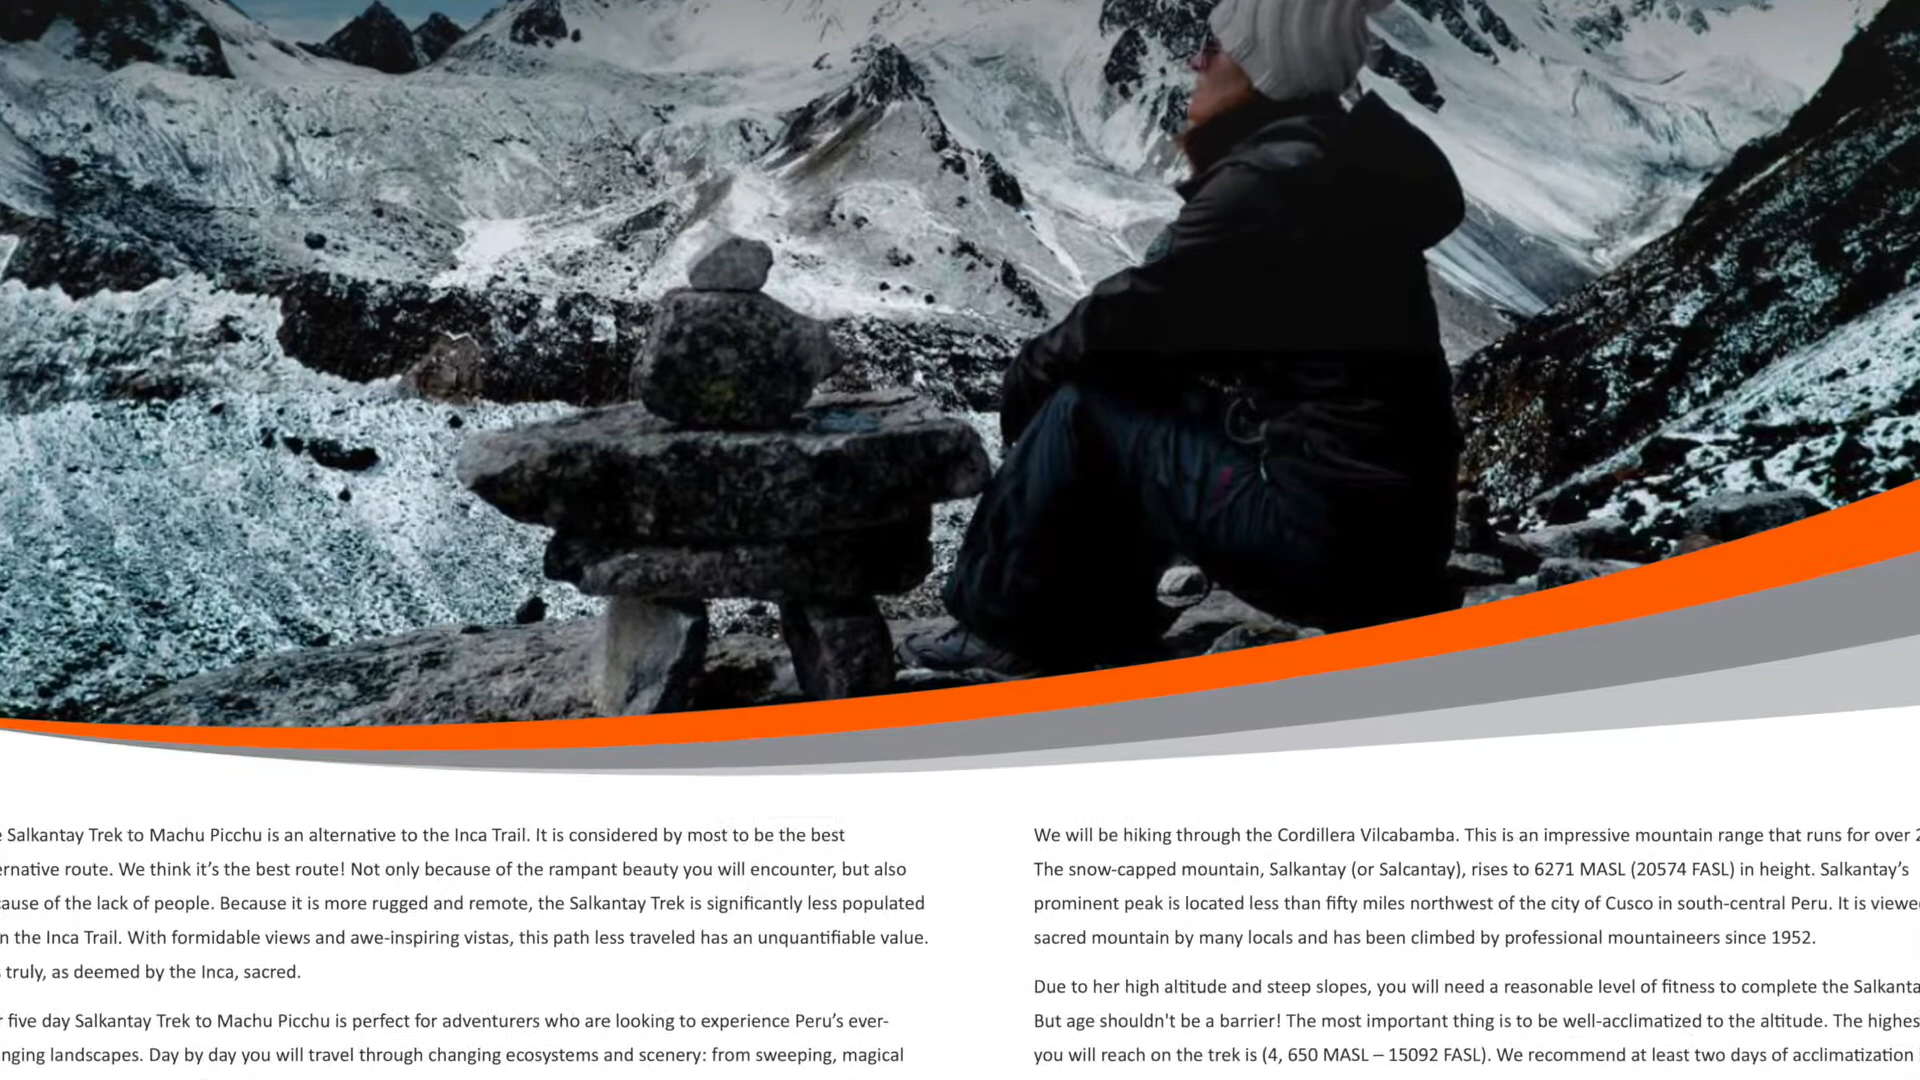 Salkantay Trek to Machu Picchu is an alternative to the Inca Trail. It is considered by most to be the best
route. We think it’s the best route! Not only because of the rampant beauty you will encounter, but also
of the lack of people. Because it is more rugged and remote, the Salkantay Trek is significantly less populated
the Inca Trail. With formidable views and awe-inspiring vistas, this path less traveled has an unquantifiable value.
truly, as deemed by the Inca, sacred.
five day Salkantay Trek to Machu Picchu is perfect for adventurers who are looking to experience Peru’s ever-
landscapes. Day by day you will travel through changing ecosystems and scenery: from sweeping, magical
We will be hiking through the Cordillera Vilcabamba. This is an impressive mountain range that runs for over
The snow-capped mountain, Salkantay (or Salcantay), rises to 6271 MASL (20574 FASL) in height. Salkantay’s
prominent peak is located less than fifty miles northwest of the city of Cusco in south-central Peru. It is
sacred mountain by many locals and has been climbed by professional mountaineers since 1952.
Due to her high altitude and steep slopes, you will need a reasonable level of fitness to complete the
But age shouldn't be a barrier! The most important thing is to be well-acclimatized to the altitude. The
you will reach on the trek is (4, 650 MASL – 15092 FASL). We recommend at least two days of acclimatization